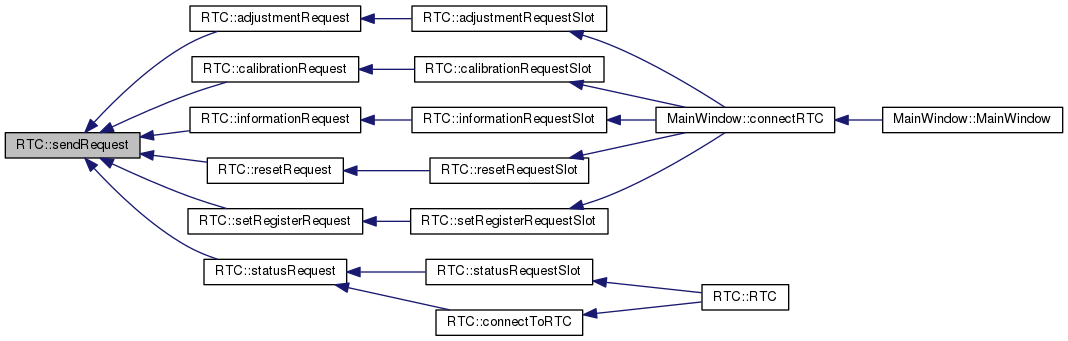 RTC::sendRequest
RTC::adjustmentRequest
RTC::adjustmentRequestSlot
RTC::calibrationRequest
RTC::calibrationRequestSlot
RTC::informationRequest
RTC::informationRequestSlot
RTC::resetRequest
RTC::resetRequestSlot
RTC::setRegisterRequest
RTC::setRegisterRequestSlot
RTC::statusRequest
RTC::statusRequestSlot
RTC::connectToRTC
MainWindow::connectRTC
MainWindow::MainWindow
RTC::RTC